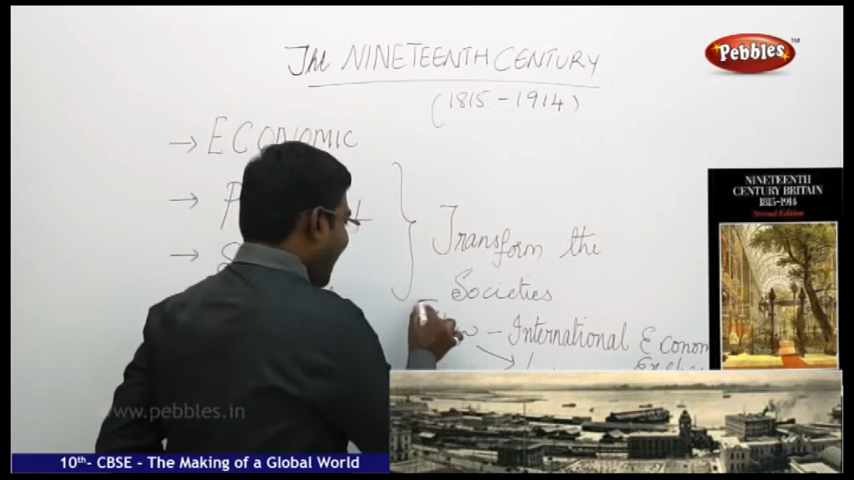 The NINETEENTH CENTURY
(1815 - 1914)
Pebbles™
→ ECONOMIC
→
→
Transform the
Societies
- International Econom
NINETEENTH
CENTURY BRITAIN
1815-1914
Second Edition
www.pebbles.in
10th- CBSE - The Making of a Global World